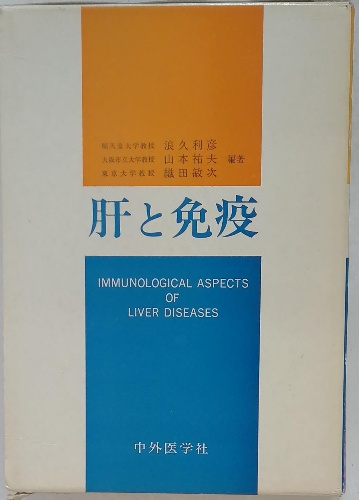 順天堂大学教授 浪久利彦
大阪市立大学教授 山本祐夫 編著
東京大学教授 織田敏次
肝と免疫
IMMUNOLOGICAL ASPECTS
OF
LIVER DISEASES
中外医学社